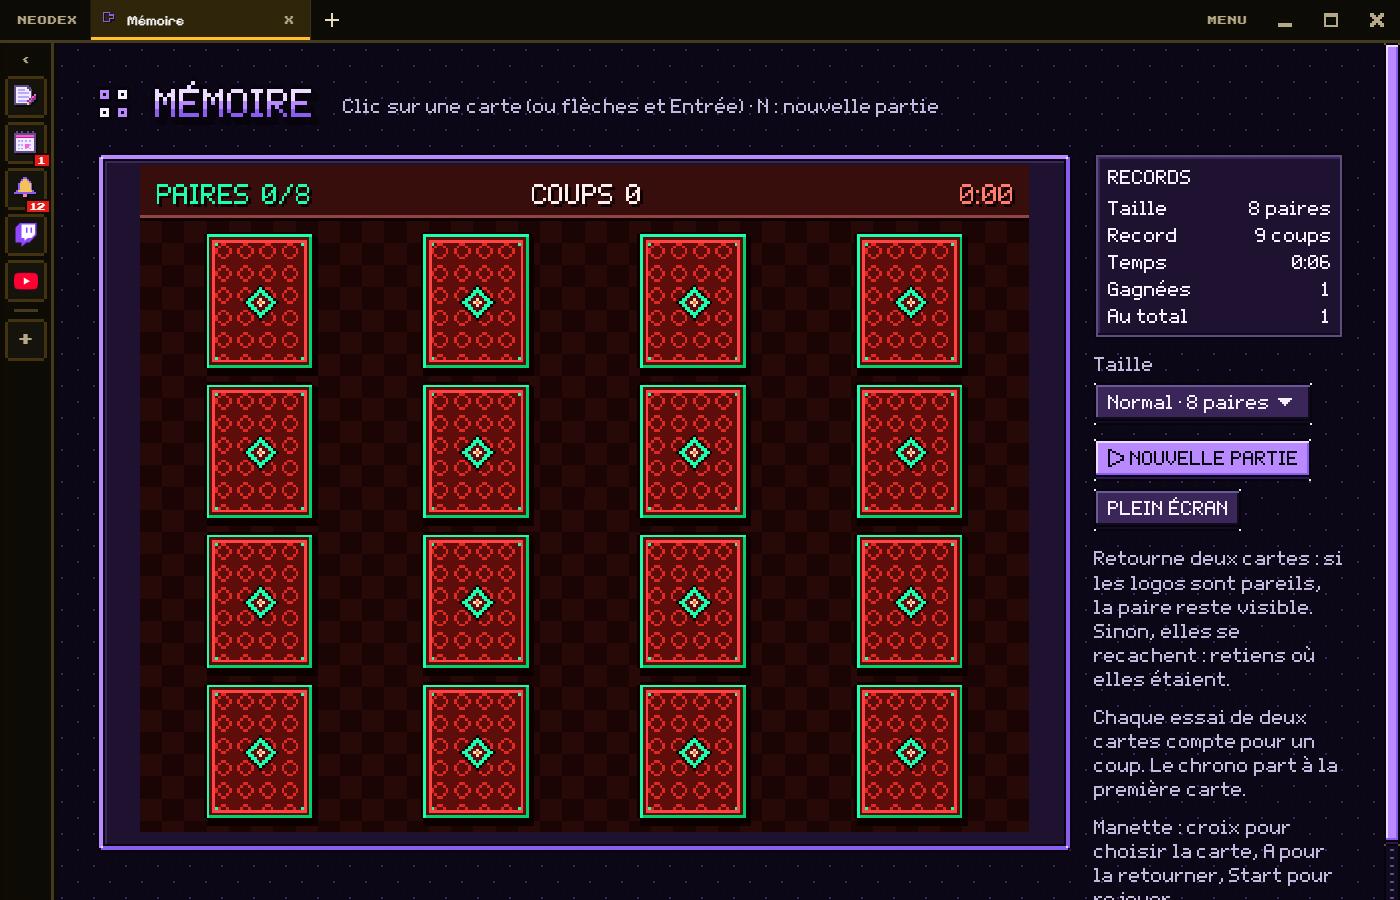 NEODEX
Mémoire
MENU
1
12
MÉMOIRE
Clic sur une carte (ou flèches et Entrée) · N : nouvelle partie
PAIRES 0/8
COUPS 0
0:00
RECORDS
Taille 8 paires
Record 9 coups
Temps 0:06
Gagnées 1
Au total 1
Taille
Normal · 8 paires
NOUVELLE PARTIE
PLEIN ÉCRAN
Retourne deux cartes : si
les logos sont pareils,
la paire reste visible.
Sinon, elles se
recachent : retiens où
elles étaient.
Chaque essai de deux
cartes compte pour un
coup. Le chrono part à la
première carte.
Manette : croix pour
choisir la carte, A pour
la retourner, Start pour
rejouer